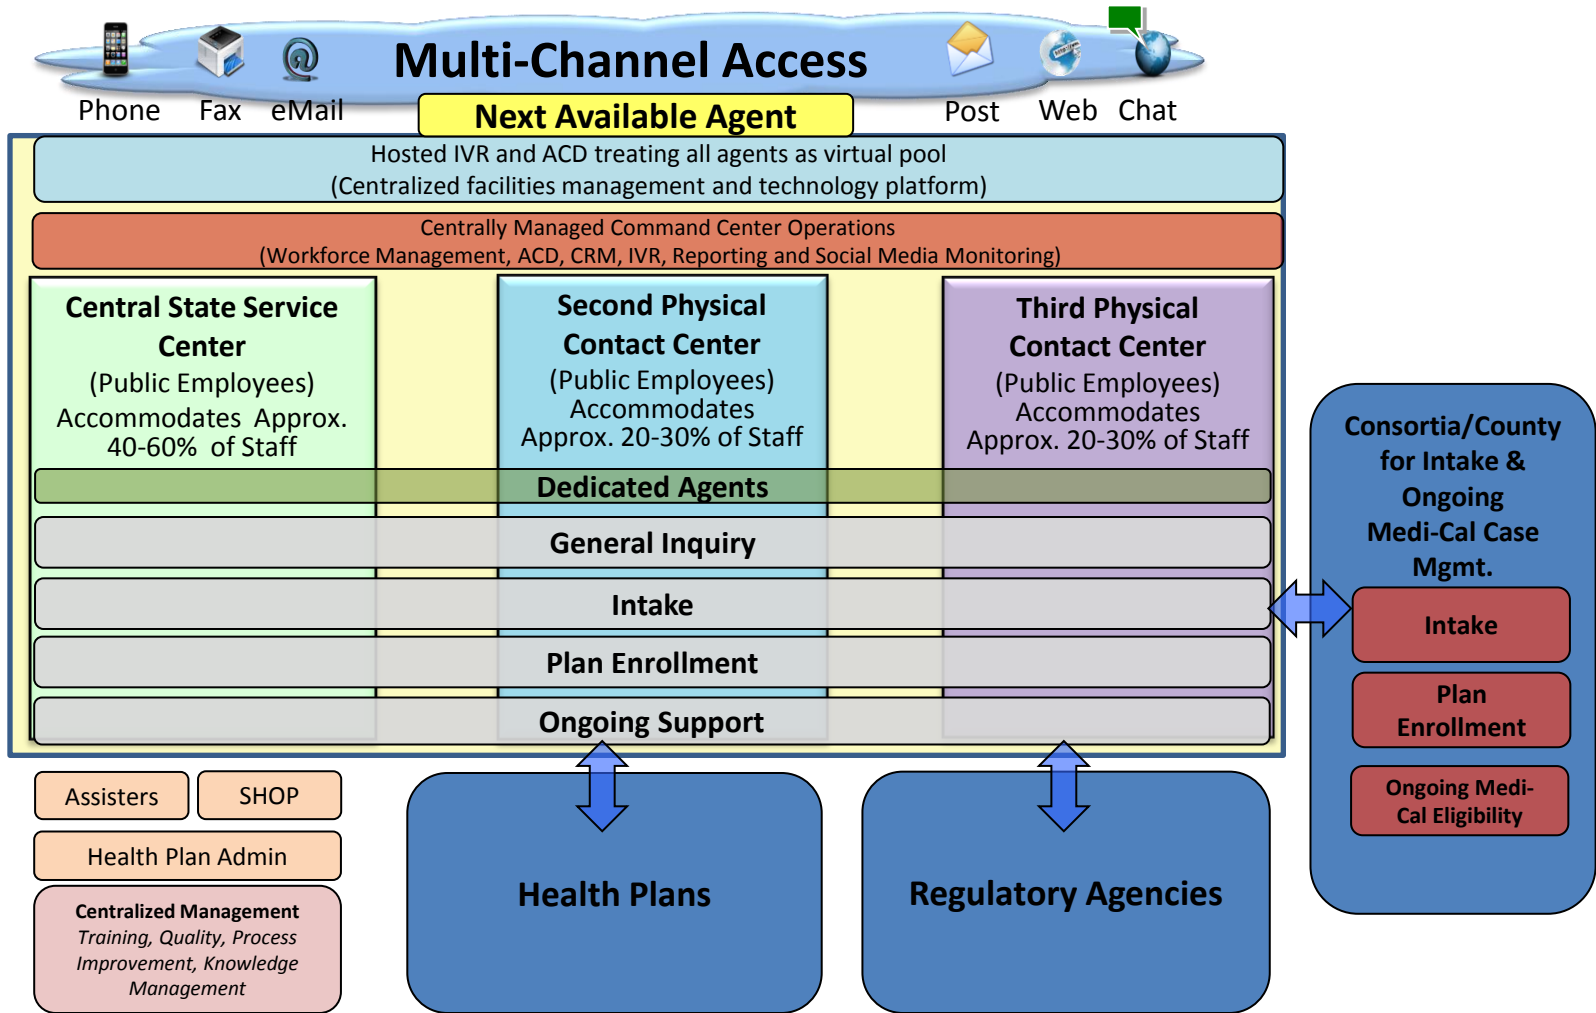 Multi-Channel Access
Phone
Fax
eMail
Post
Web
Chat
Next Available Agent
Hosted IVR and ACD treating all agents as virtual pool
(Centralized facilities management and technology platform)
Centrally Managed Command Center Operations
(Workforce Management, ACD, CRM, IVR, Reporting and Social Media Monitoring)
Central State Service
Center
(Public Employees)
Accommodates Approx.
40-60% of Staff
Second Physical
Contact Center
(Public Employees)
Accommodates
Approx. 20-30% of Staff
Third Physical
Contact Center
(Public Employees)
Accommodates
Approx. 20-30% of Staff
Dedicated Agents
General Inquiry
Intake
Plan Enrollment
Ongoing Support
Consortia/County
for Intake &
Ongoing
Medi-Cal Case
Mgmt.
Intake
Plan
Enrollment
Ongoing Medi-
Cal Eligibility
Assisters
SHOP
Health Plan Admin
Centralized Management
Training, Quality, Process
Improvement, Knowledge
Management
Health Plans
Regulatory Agencies